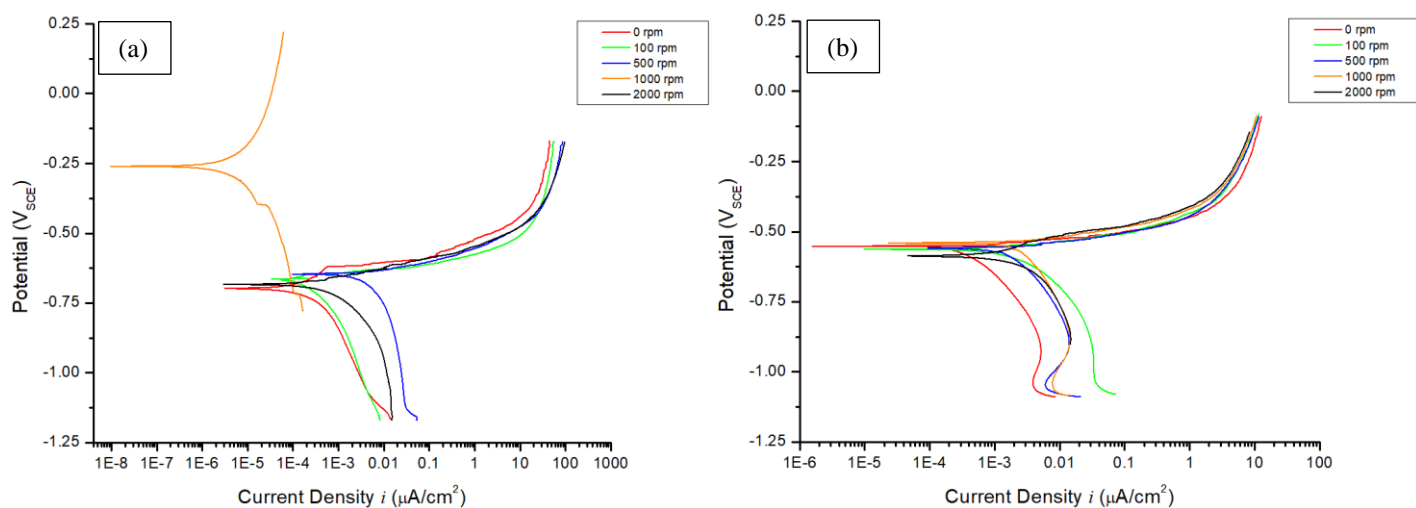 (a)
0 rpm
100 rpm
500 rpm
1000 rpm
2000 rpm
0.25
0.00
-0.25
-0.50
-0.75
-1.00
-1.25
Potential (V_SCE)
1E-8 1E-7 1E-6 1E-5 1E-4 1E-3 0.01 0.1 1 10 100 1000
Current Density i (μA/cm²)
(b)
0 rpm
100 rpm
500 rpm
1000 rpm
2000 rpm
0.25
0.00
-0.25
-0.50
-0.75
-1.00
-1.25
Potential (V_SCE)
1E-6 1E-5 1E-4 1E-3 0.01 0.1 1 10 100
Current Density i (μA/cm²)